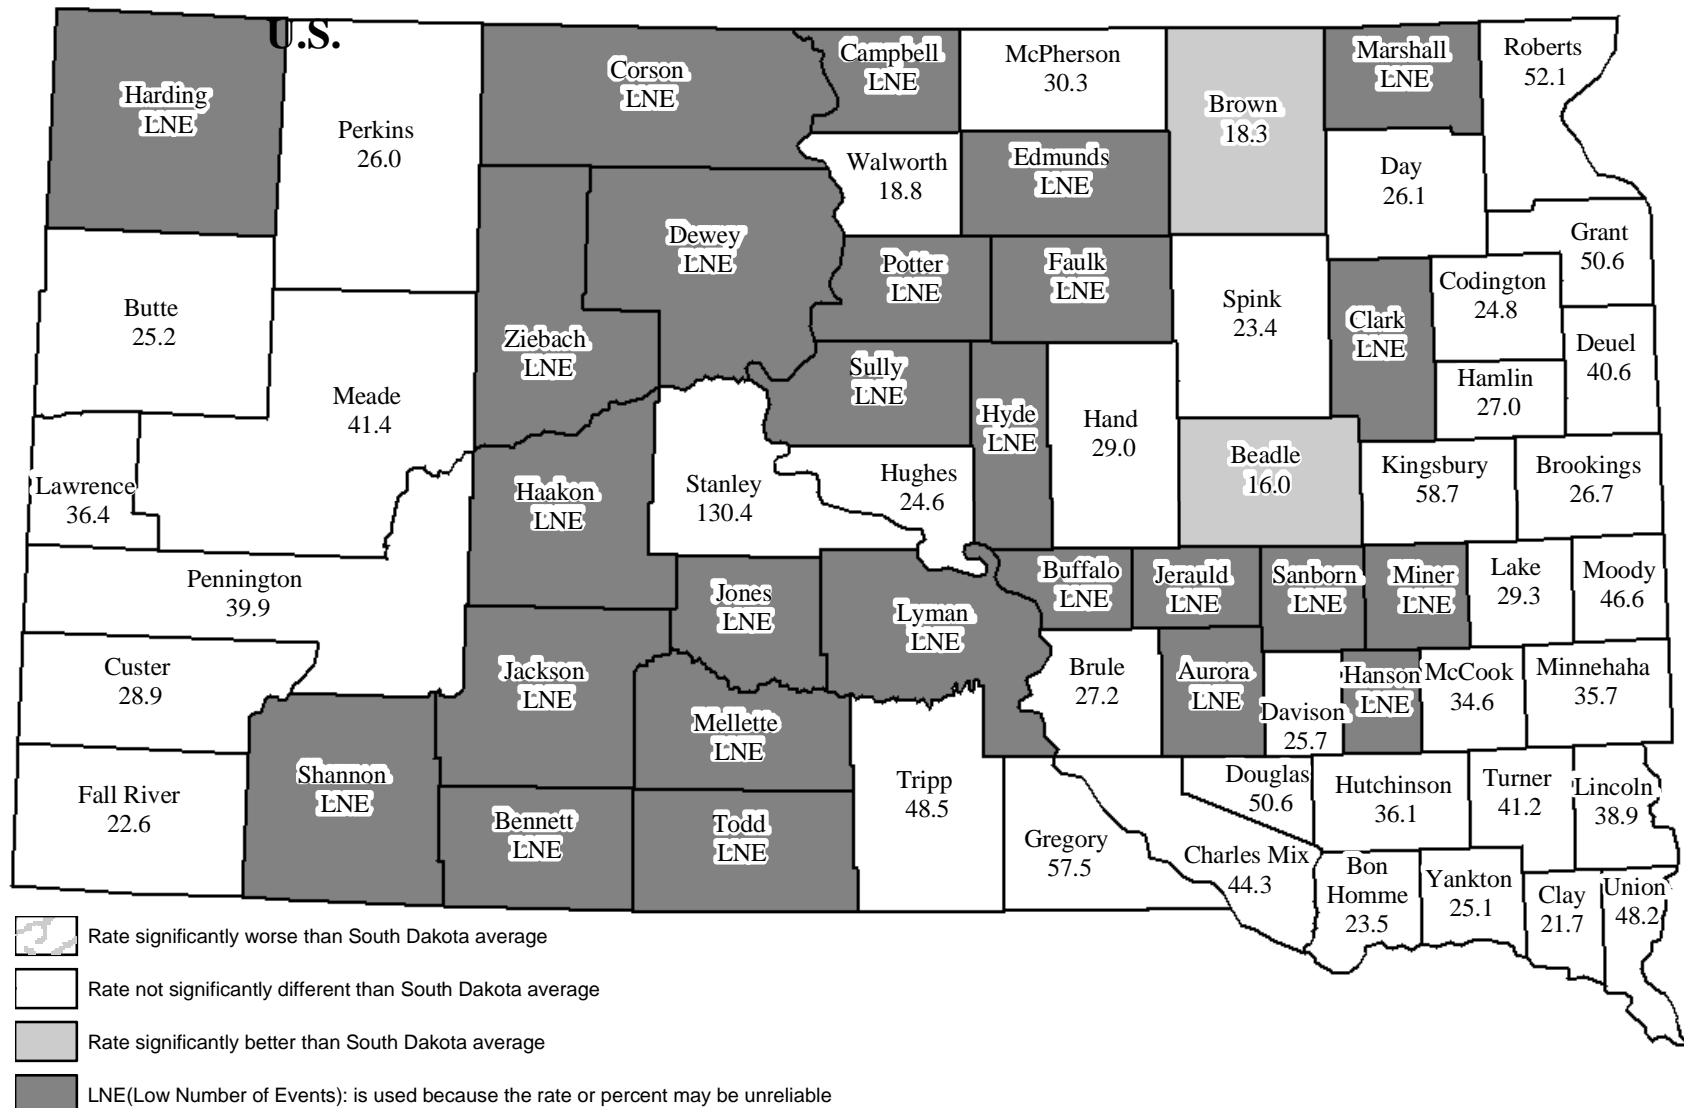 U.S.
Harding
LNE
Perkins
26.0
Corson
LNE
Campbell
LNE
McPherson
30.3
Brown
18.3
Marshall
LNE
Roberts
52.1
Walworth
18.8
Edmunds
LNE
Day
26.1
Dewey
LNE
Potter
LNE
Faulk
LNE
Grant
50.6
Butte
25.2
Ziebach
LNE
Spink
23.4
Clark
LNE
Codington
24.8
Deuel
40.6
Meade
41.4
Sully
LNE
Hyde
LNE
Hand
29.0
Hamlin
27.0
Lawrence
36.4
Haakon
LNE
Stanley
130.4
Hughes
24.6
Beadle
16.0
Kingsbury
58.7
Brookings
26.7
Pennington
39.9
Jones
LNE
Lyman
LNE
Buffalo
LNE
Jerauld
LNE
Sanborn
LNE
Miner
LNE
Lake
29.3
Moody
46.6
Custer
28.9
Jackson
LNE
Mellette
LNE
Brule
27.2
Aurora
LNE
Davison
25.7
Hanson
LNE
McCook
34.6
Minnehaha
35.7
Fall River
22.6
Shannon
LNE
Bennett
LNE
Todd
LNE
Tripp
48.5
Gregory
57.5
Charles Mix
44.3
Douglas
50.6
Hutchinson
36.1
Turner
41.2
Lincoln
38.9
Bon
Homme
23.5
Yankton
25.1
Clay
21.7
Union
48.2
Rate significantly worse than South Dakota average
Rate not significantly different than South Dakota average
Rate significantly better than South Dakota average
LNE(Low Number of Events): is used because the rate or percent may be unreliable